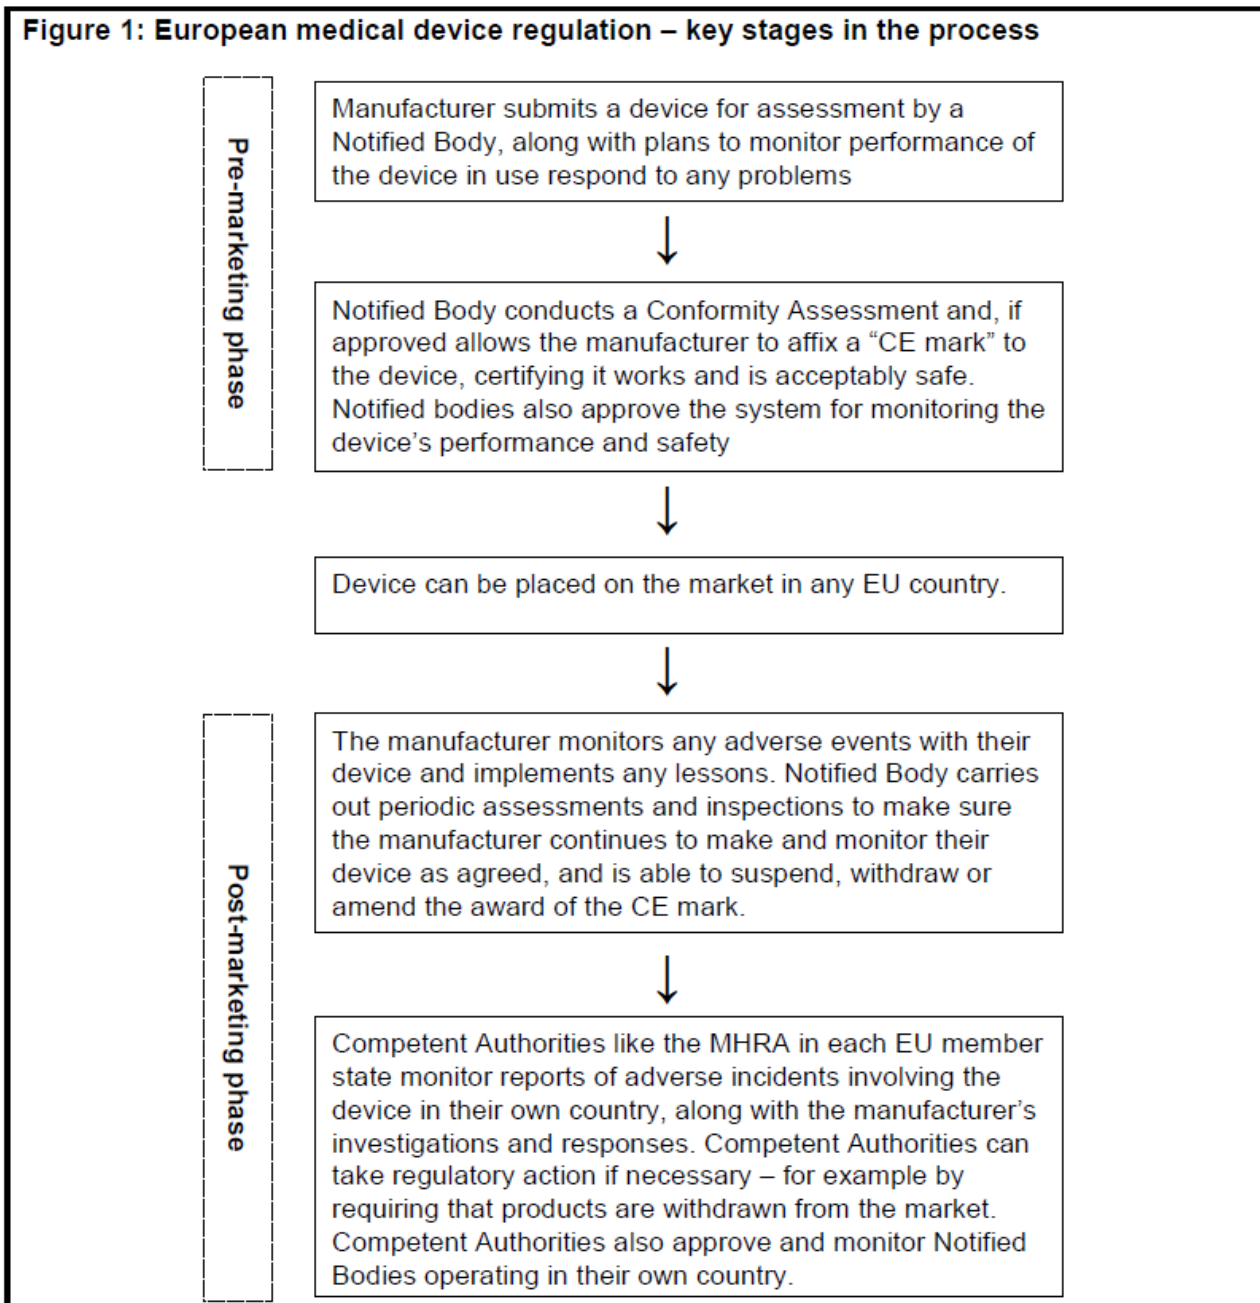 Figure 1: European medical device regulation – key stages in the process
Pre-marketing phase
Manufacturer submits a device for assessment by a
Notified Body, along with plans to monitor performance of
the device in use respond to any problems
↓
Notified Body conducts a Conformity Assessment and, if
approved allows the manufacturer to affix a “CE mark” to
the device, certifying it works and is acceptably safe.
Notified bodies also approve the system for monitoring the
device’s performance and safety
↓
Device can be placed on the market in any EU country.
↓
Post-marketing phase
The manufacturer monitors any adverse events with their
device and implements any lessons. Notified Body carries
out periodic assessments and inspections to make sure
the manufacturer continues to make and monitor their
device as agreed, and is able to suspend, withdraw or
amend the award of the CE mark.
↓
Competent Authorities like the MHRA in each EU member
state monitor reports of adverse incidents involving the
device in their own country, along with the manufacturer’s
investigations and responses. Competent Authorities can
take regulatory action if necessary – for example by
requiring that products are withdrawn from the market.
Competent Authorities also approve and monitor Notified
Bodies operating in their own country.